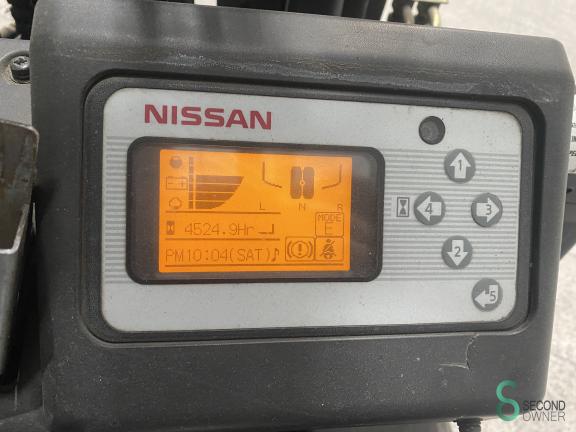 NISSAN
L N R
4524.9Hr
MODE
E
PM10:04(SAT)
1
4 3
2
5
SECOND
OWNER